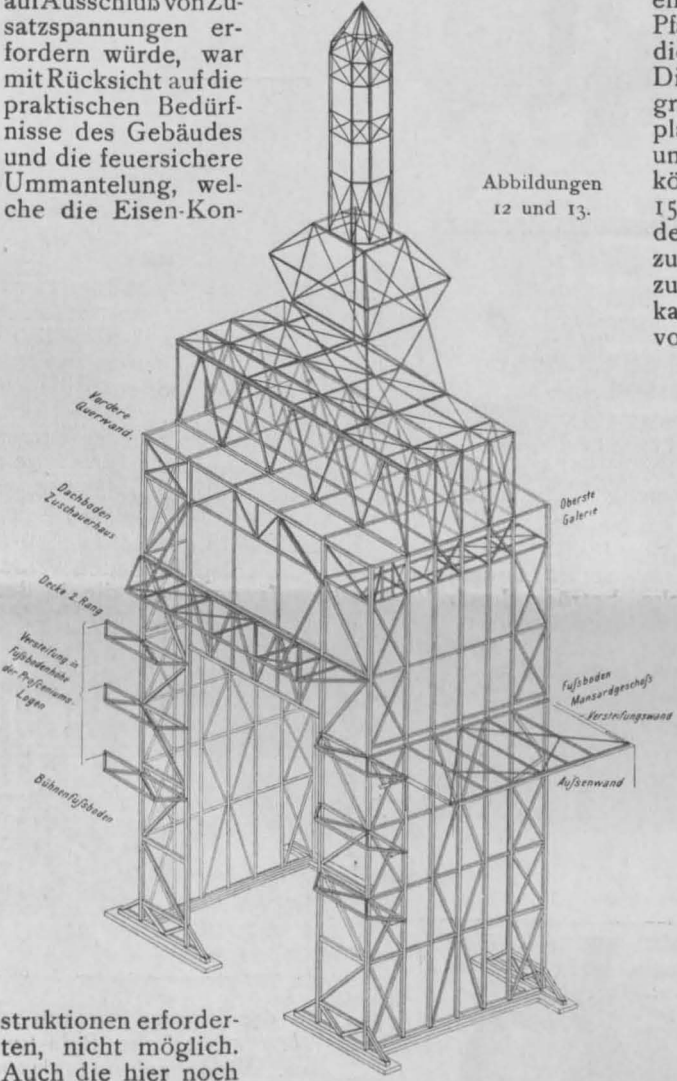 auf Ausschluß von Zu-
satzspannungen er-
fordern würde, war
mit Rücksicht auf die
praktischen Bedürf-
nisse des Gebäudes
und die feuersichere
Ummantelung, wel-
che die Eisen-Kon-
Abbildungen
12 und 13.
Vordere
Querwand.
Dachboden
Zuschauerhaus
Decke 2. Rang
Versteifung in
Fußbodenhöhe
der Prosceniums-
Logen
Bühnenfußboden
Oberste
Galerie
Fußboden
Mansardgeschoß
Versteifungswand
Außenwand
struktionen erforder-
ten, nicht möglich.
Auch die hier noch